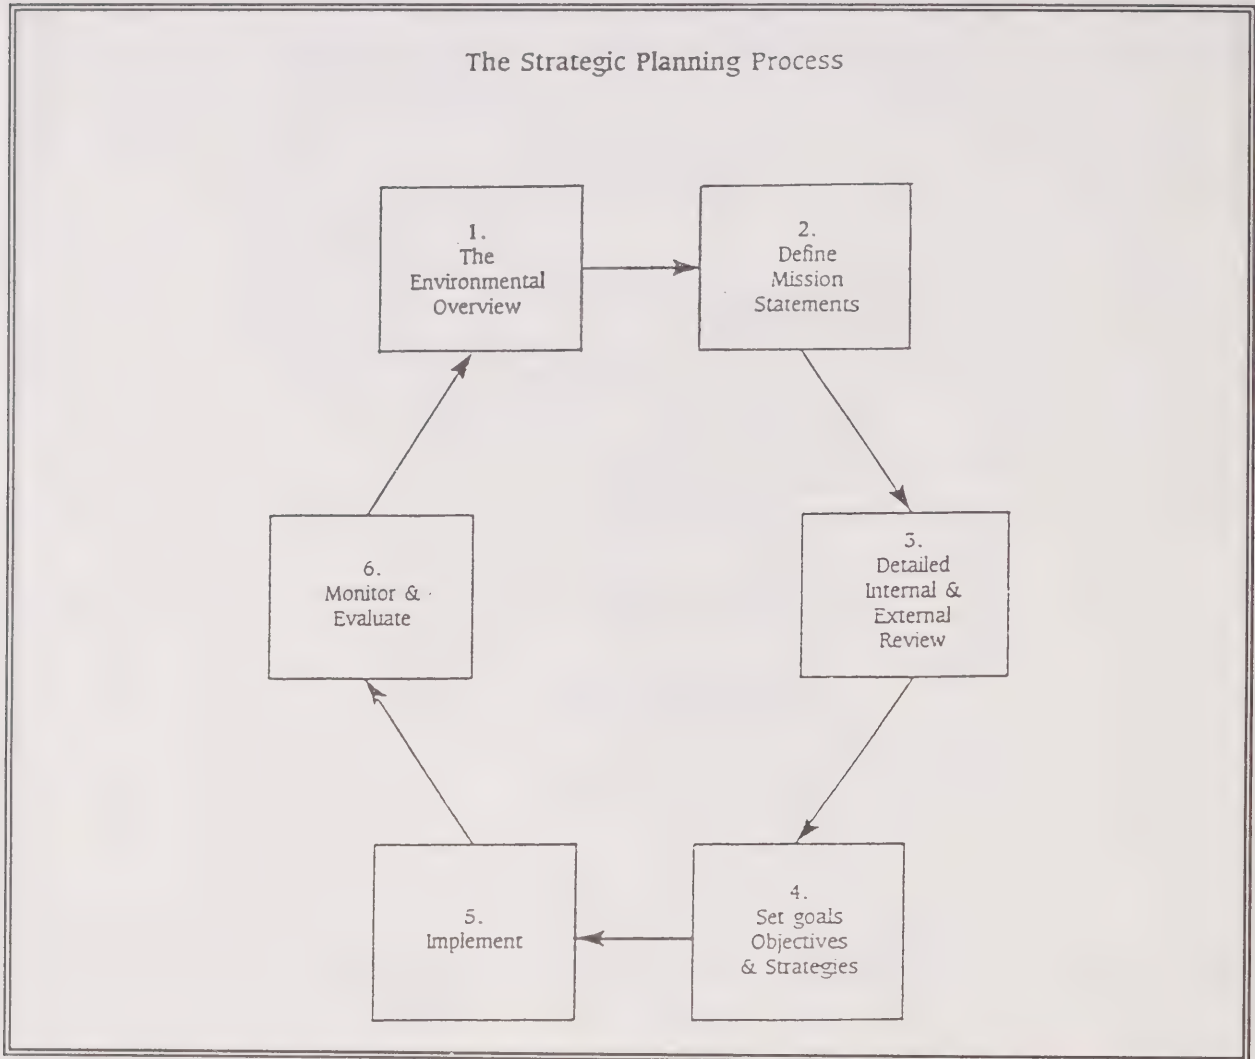 The Strategic Planning Process
1.
The
Environmental
Overview
2.
Define
Mission
Statements
3.
Detailed
Internal &
External
Review
4.
Set goals
Objectives
& Strategies
5.
Implement
6.
Monitor &
Evaluate